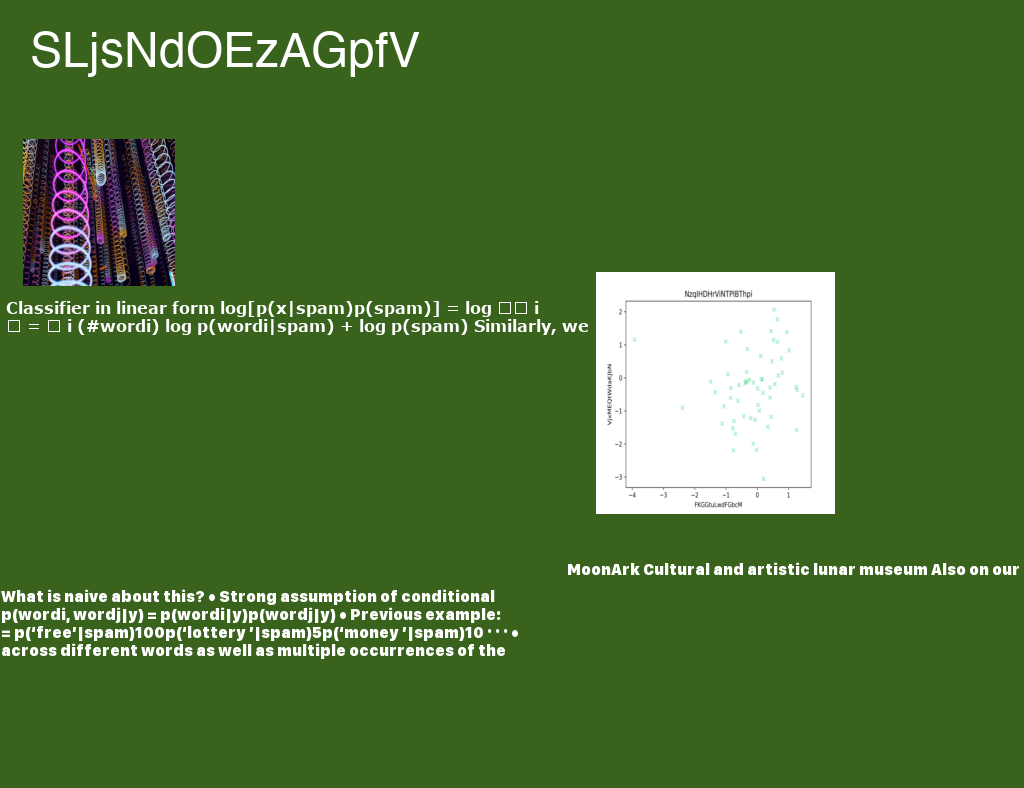 SLjsNdOEzAGpfV
Classifier in linear form log[p(x|spam)p(spam)] = log □□ i
□ = □ i (#wordi) log p(wordi|spam) + log p(spam) Similarly, we
NzqIHDHrViNTPlBThpi
2
1
0
−1
−2
−3
−4 −3 −2 −1 0 1
FKGGtuLwdFGbcM
MoonArk Cultural and artistic lunar museum Also on our
What is naive about this? • Strong assumption of conditional
p(wordi, wordj|y) = p(wordi|y)p(wordj|y) • Previous example:
= p(‘free’|spam)100p(‘lottery ’|spam)5p(‘money ’|spam)10 · · · •
across different words as well as multiple occurrences of the